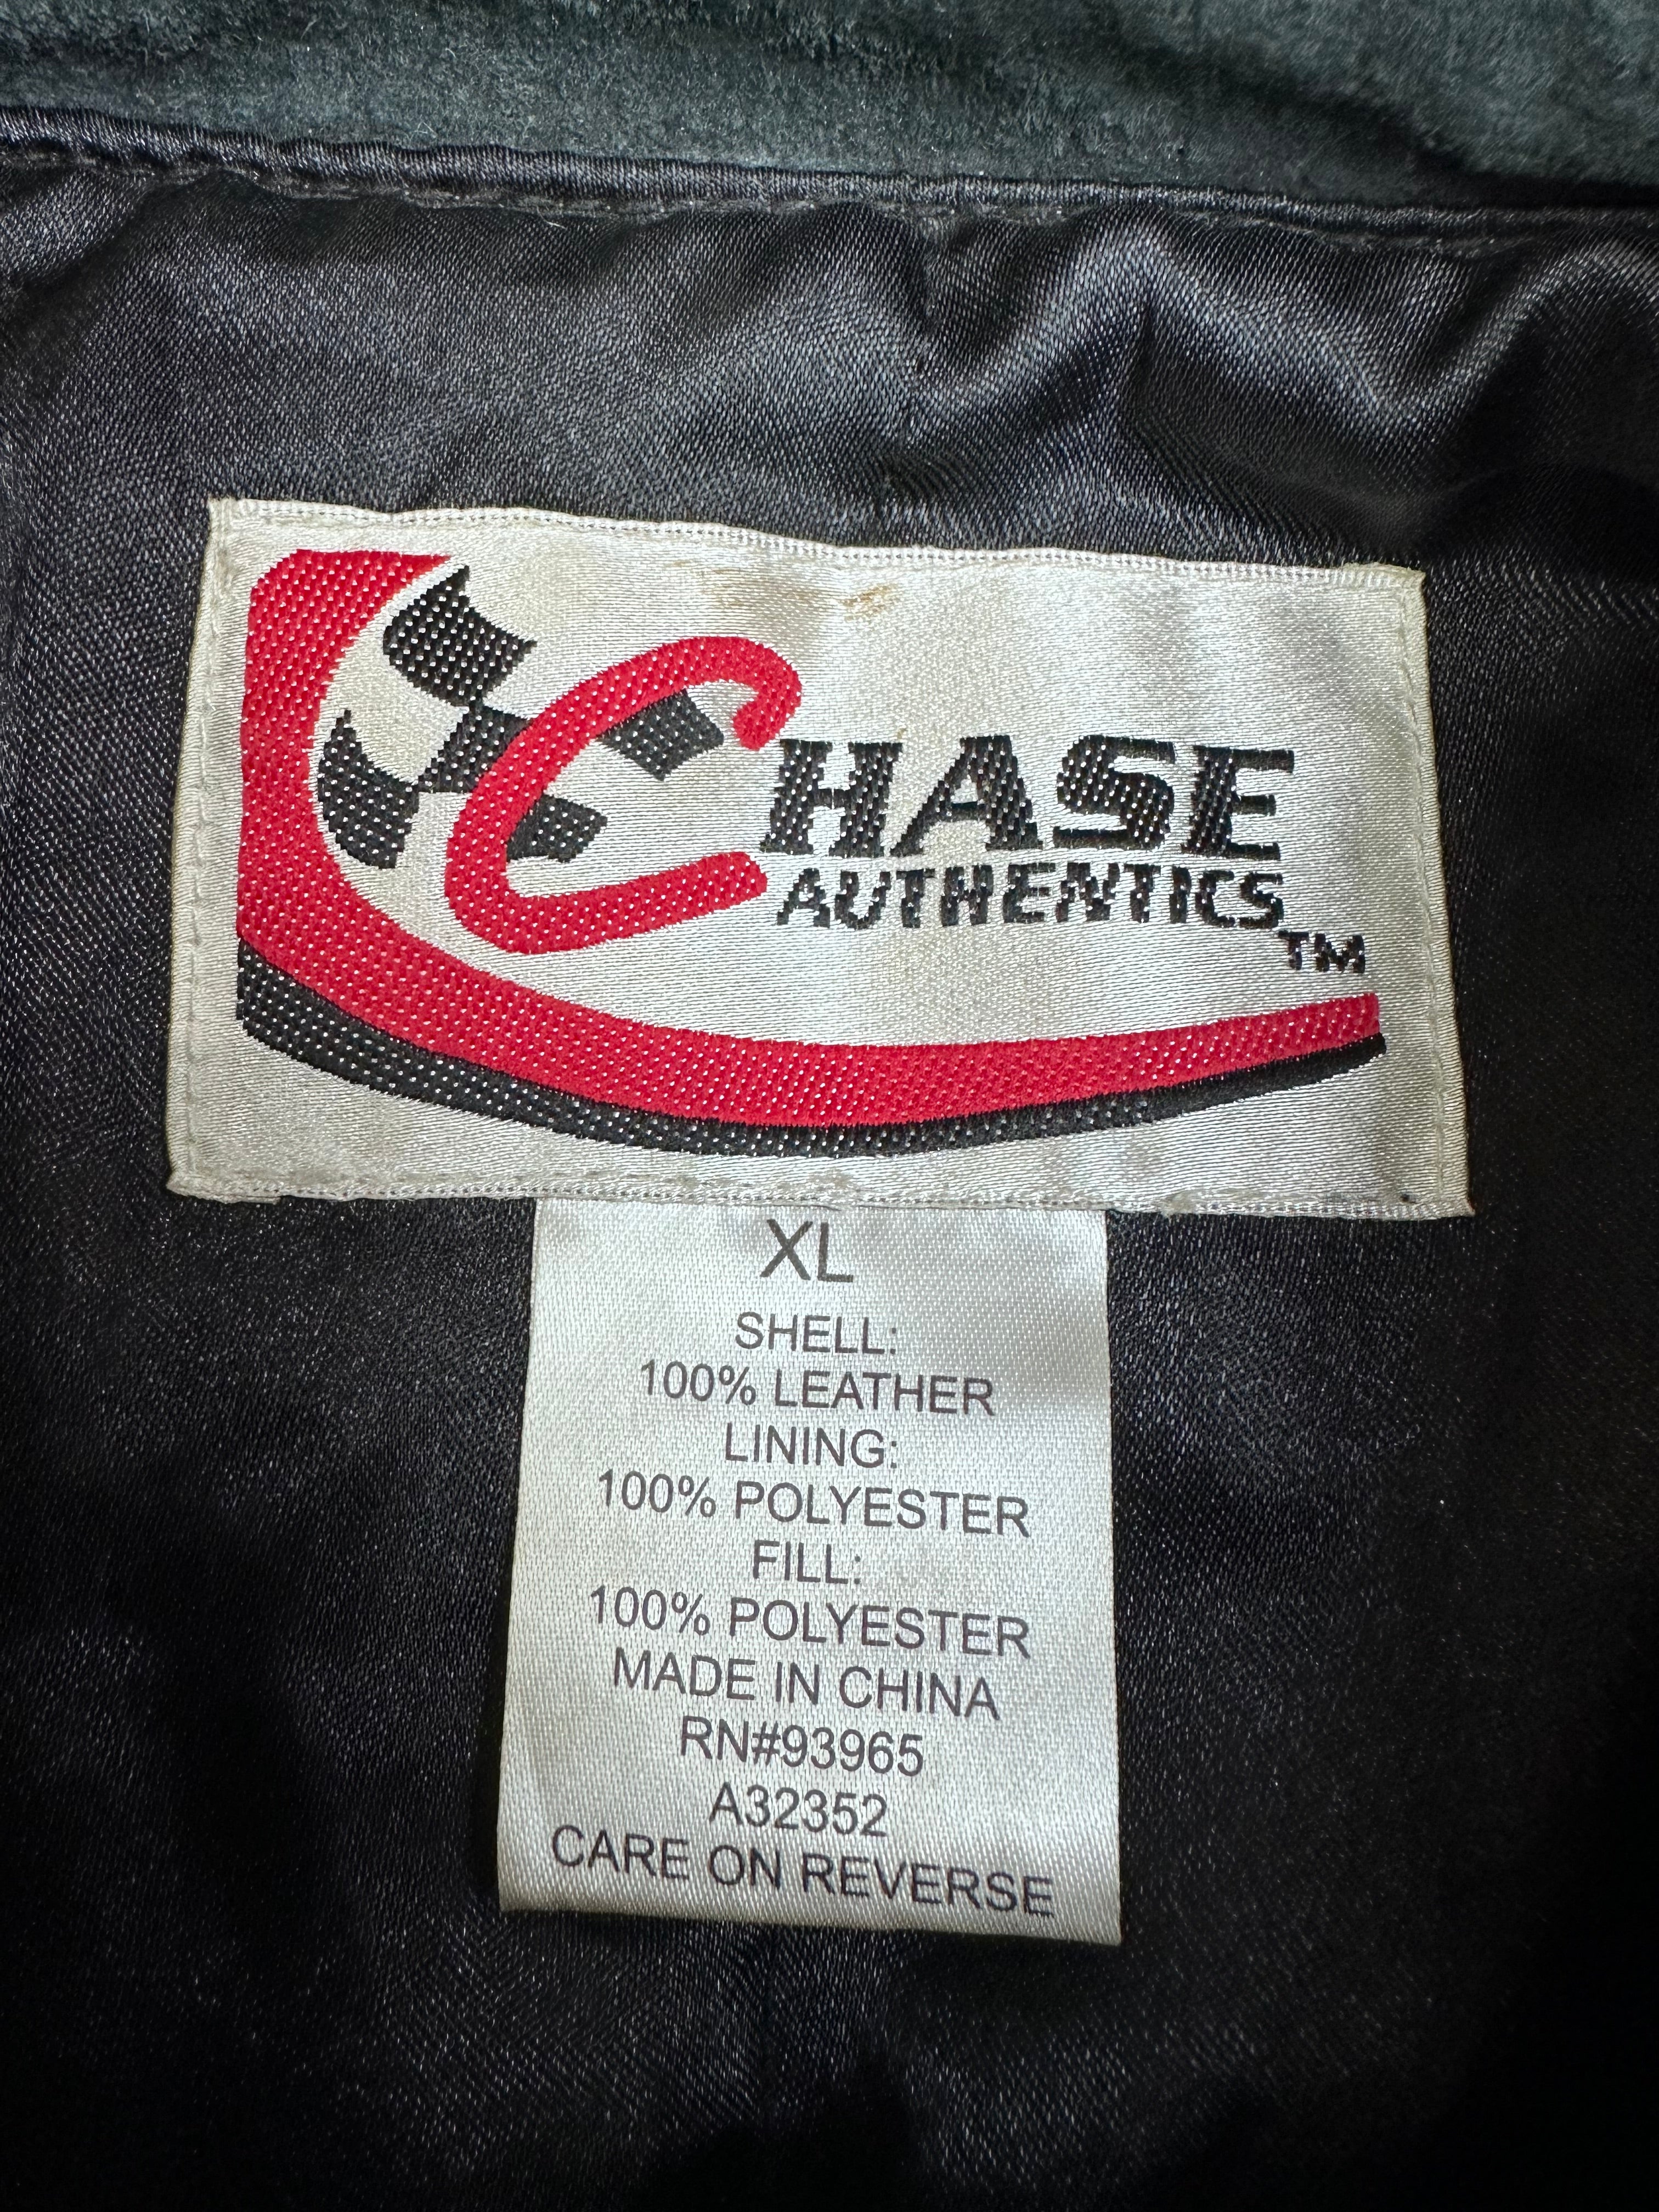 CHASE
AUTHENTICS
TM
XL
SHELL:
100% LEATHER
LINING:
100% POLYESTER
FILL:
100% POLYESTER
MADE IN CHINA
RN#93965
A32352
CARE ON REVERSE